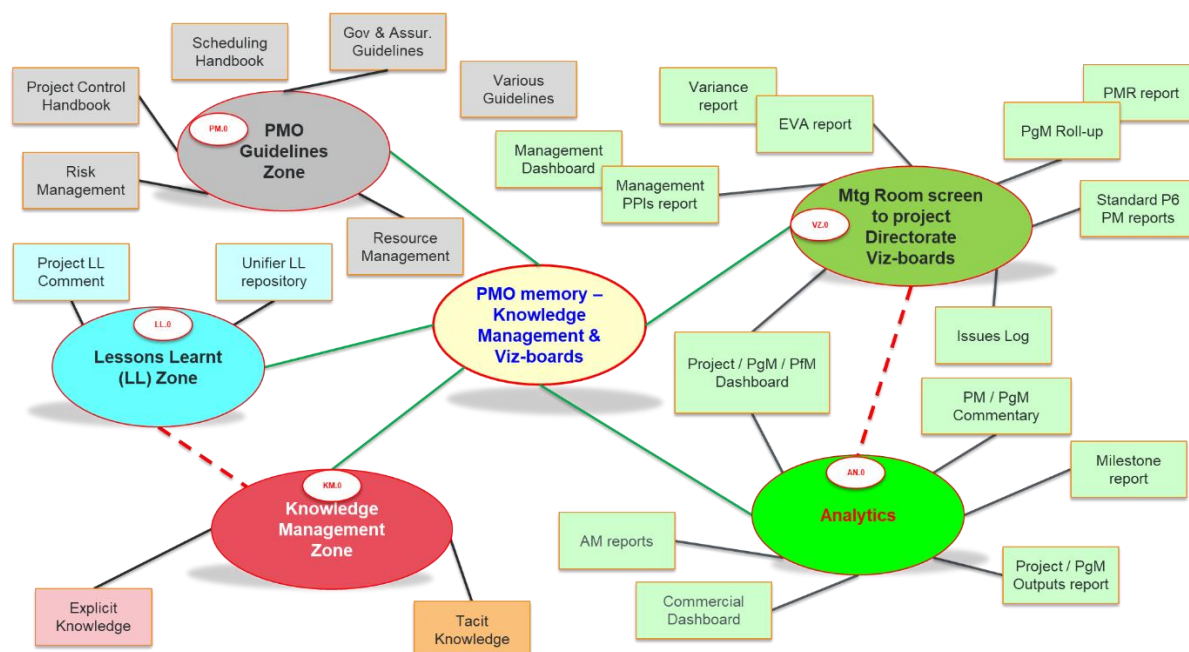 Scheduling
Handbook
Gov & Assur.
Guidelines
Project Control
Handbook
Various
Guidelines
PM.0
PMO
Guidelines
Zone
Risk
Management
Resource
Management
Variance
report
EVA report
PMR report
PgM Roll-up
Management
Dashboard
Management
PPIs report
Standard P6
PM reports
VZ.0
Mtg Room screen
to project
Directorate
Viz-boards
Issues Log
Project LL
Comment
Unifier LL
repository
LL.0
Lessons Learnt
(LL) Zone
PMO memory –
Knowledge
Management &
Viz-boards
Project / PgM / PfM
Dashboard
PM / PgM
Commentary
Milestone
report
AN.0
Analytics
AM reports
Commercial
Dashboard
Project / PgM
Outputs report
KM.0
Knowledge
Management
Zone
Explicit
Knowledge
Tacit
Knowledge